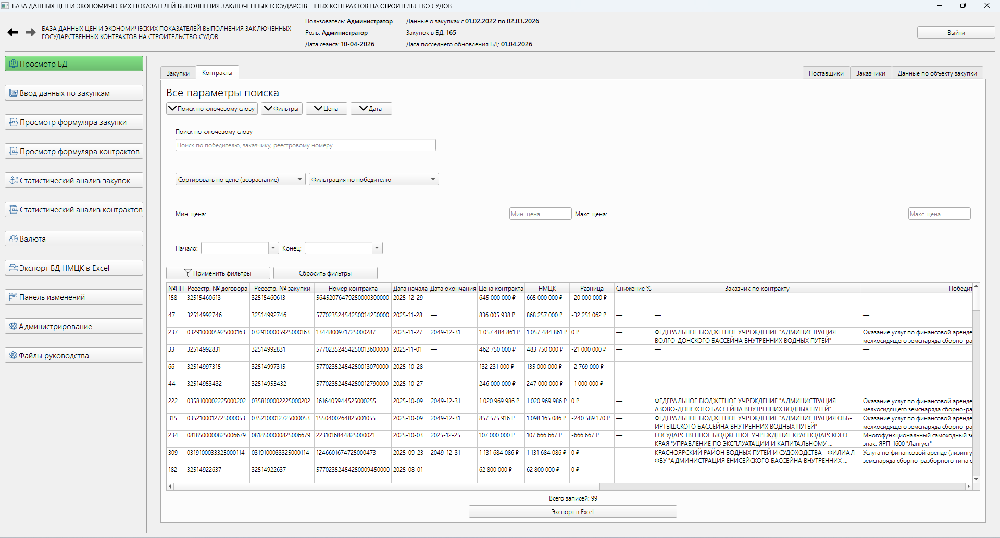 БАЗА ДАННЫХ ЦЕН И ЭКОНОМИЧЕСКИХ ПОКАЗАТЕЛЕЙ ВЫПОЛНЕНИЯ ЗАКЛЮЧЕННЫХ ГОСУДАРСТВЕННЫХ КОНТРАКТОВ НА СТРОИТЕЛЬСТВО СУДОВ
БАЗА ДАННЫХ ЦЕН И ЭКОНОМИЧЕСКИХ ПОКАЗАТЕЛЕЙ ВЫПОЛНЕНИЯ ЗАКЛЮЧЕННЫХ
ГОСУДАРСТВЕННЫХ КОНТРАКТОВ НА СТРОИТЕЛЬСТВО СУДОВ
Пользователь: Администратор
Роль: Администратор
Дата сеанса: 10-04-2026
Данные о закупках с 01.02.2022 по 02.03.2026
Закупок в БД: 165
Дата последнего обновления БД: 01.04.2026
Выйти
Просмотр БД
Ввод данных по закупкам
Просмотр формуляра закупки
Просмотр формуляра контрактов
Статистический анализ закупок
Статистический анализ контрактов
Валюта
Экспорт БД НМЦК в Excel
Панель изменений
Администрирование
Файлы руководства
Закупки Контракты Поставщики Заказчики Данные по объекту закупки
Все параметры поиска
Поиск по ключевому слову Фильтры Цена Дата
Поиск по ключевому слову
Поиск по победителю, заказчику, реестровому номеру
Сортировать по цене (возрастание) Фильтрация по победителю
Мин. цена: Мин. цена Макс. цена: Макс. цена
Начало: Конец:
Применить фильтры Сбросить фильтры
№ПП Рееестр. № договора Рееестр. № закупки Номер контракта Дата начала Дата окончания Цена контракта НМЦК Разница Снижение % Заказчик по контракту Победит
158 32515460613 32515460613 56452076479250000300000 2025-12-29 — 645 000 000 ₽ 665 000 000 ₽ -20 000 000 ₽ — — —
47 32514992746 32514992746 57702352454250014250000 2025-11-28 — 836 005 938 ₽ 868 257 000 ₽ -32 251 062 ₽ — — —
237 0329100005925000163 0329100005925000163 1344800971725000287 2025-11-27 2049-12-31 1 057 484 861 ₽ 1 057 484 861 ₽ 0 ₽ — ФЕДЕРАЛЬНОЕ БЮДЖЕТНОЕ УЧРЕЖДЕНИЕ "АДМИНИСТРАЦИЯ Оказание услуг по финансовой аренде
ВОЛГО-ДОНСКОГО БАССЕЙНА ВНУТРЕННИХ ВОДНЫХ ПУТЕЙ" мелкосидящего земснаряда сборно-ра
33 32514992831 32514992831 57702352454250013600000 2025-11-01 — 462 750 000 ₽ 483 750 000 ₽ -21 000 000 ₽ — — —
66 32514997315 32514997315 57702352454250013070000 2025-10-28 — 132 231 000 ₽ 135 000 000 ₽ -2 769 000 ₽ — — —
44 32514953432 32514953432 57702352454250012790000 2025-10-27 — 246 000 000 ₽ 247 000 000 ₽ -1 000 000 ₽ — — —
222 0358100002225000202 0358100002225000202 1616405944525000255 2025-10-09 2049-12-31 1 020 969 986 ₽ 1 020 969 986 ₽ 0 ₽ — ФЕДЕРАЛЬНОЕ БЮДЖЕТНОЕ УЧРЕЖДЕНИЕ "АДМИНИСТРАЦИЯ Оказание услуг по финансовой аренде
АЗОВО-ДОНСКОГО БАССЕЙНА ВНУТРЕННИХ ВОДНЫХ ПУТЕЙ" мелкосидящего земснаряда сборно-ра
315 0352100012725000053 0352100012725000053 1550400264825001055 2025-10-09 2049-12-31 857 575 916 ₽ 1 098 165 086 ₽ -240 589 170 ₽ — ФЕДЕРАЛЬНОЕ БЮДЖЕТНОЕ УЧРЕЖДЕНИЕ "АДМИНИСТРАЦИЯ ОБЬ- Оказание услуг по финансовой аренде
ИРТЫШСКОГО БАССЕЙНА ВНУТРЕННИХ ВОДНЫХ ПУТЕЙ" мелкосидящего земснаряда сборно-ра
234 0818500000825006679 0818500000825006679 2231016844825000021 2025-10-03 2025-12-25 107 000 000 ₽ 107 666 667 ₽ -666 667 ₽ — ГОСУДАРСТВЕННОЕ БЮДЖЕТНОЕ УЧРЕЖДЕНИЕ КРАСНОДАРСКОГО Многофункциональный самоходный зе
КРАЯ "УПРАВЛЕНИЕ ПО ЭКСПЛУАТАЦИИ И КАПИТАЛЬНОМУ ... знак: ЯРП-1600 "Лангуст"
309 0319100033325000114 0319100033325000114 1246601674725000473 2025-09-23 2049-12-31 1 131 684 086 ₽ 1 131 684 086 ₽ 0 ₽ — КРАСНОЯРСКИЙ РАЙОН ВОДНЫХ ПУТЕЙ И СУДОХОДСТВА - ФИЛИАЛ Услуга по финансовой аренде (лизингу
ФБУ "АДМИНИСТРАЦИЯ ЕНИСЕЙСКОГО БАССЕЙНА ВНУТРЕННИХ ... земснаряда сборно-разборного типа с
182 32514922637 32514922637 57702352454250009450000 2025-08-01 — 62 800 000 ₽ 62 800 000 ₽ 0 ₽ — — —
Всего записей: 99
Экспорт в Excel